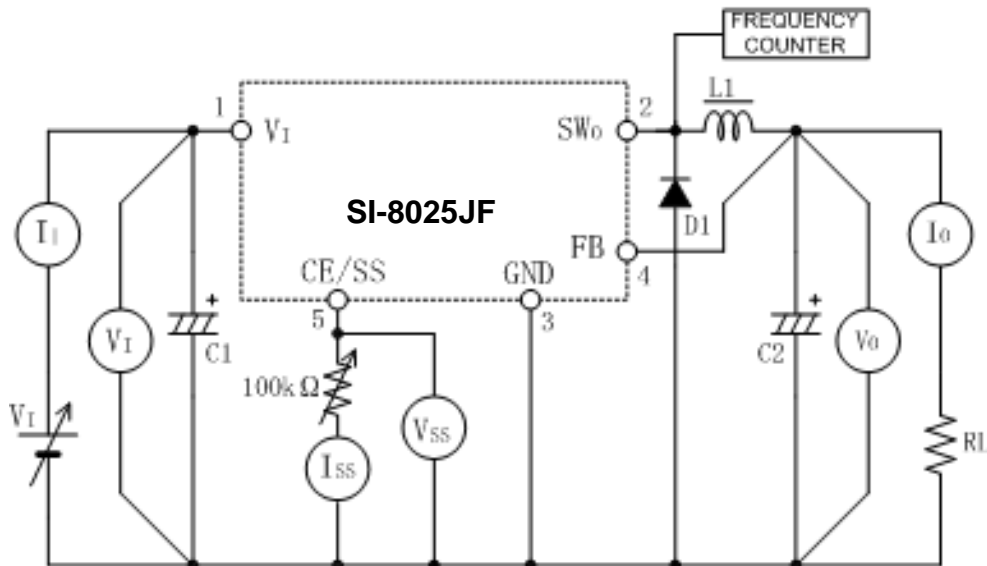 FREQUENCY
COUNTER
L1
1
2
VI
SWO
SI-8025JF
D1
II
IO
FB
4
CE/SS
GND
5
3
VI
C1
C2
VO
100kΩ
VSS
VI
ISS
RL